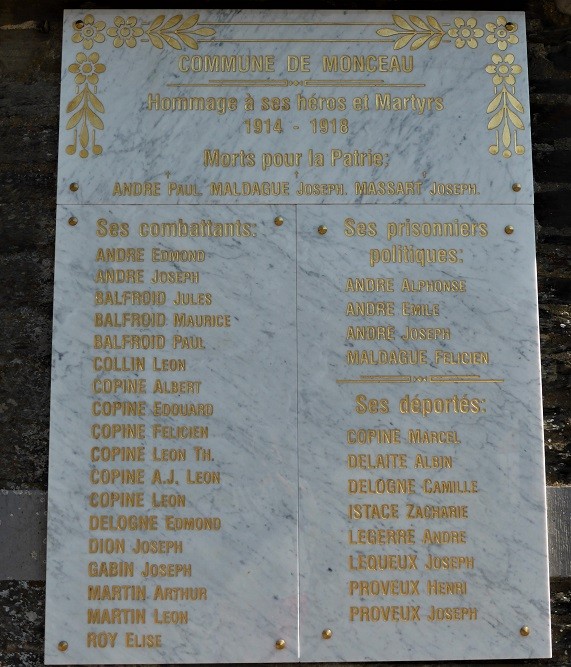 COMMUNE DE MONCEAU
Hommage à ses héros et Martyrs
1914 - 1918
Morts pour la Patrie:
ANDRE PAUL MALDAGUE JOSEPH. MASSART JOSEPH.
Ses combattants:
ANDRE EDMOND
ANDRE JOSEPH
BALFROID JULES
BALFROID MAURICE
BALFROID PAUL
COLLIN LEON
COPINE ALBERT
COPINE EDOUARD
COPINE FELICIEN
COPINE LEON TH.
COPINE A.J. LEON
COPINE LEON
DELOGNE EDMOND
DION JOSEPH
GABIN JOSEPH
MARTIN ARTHUR
MARTIN LEON
ROY ELISE
Ses prisonniers
politiques:
ANDRE ALPHONSE
ANDRE EMILE
ANDRE JOSEPH
MALDAGUE FELICIEN
Ses déportés:
COPINE MARCEL
DELAITE ALBIN
DELOGNE CAMILLE
ISTACE ZACHARIE
LEGERRE ANDRE
LEQUEUX JOSEPH
PROVEUX HENRI
PROVEUX JOSEPH